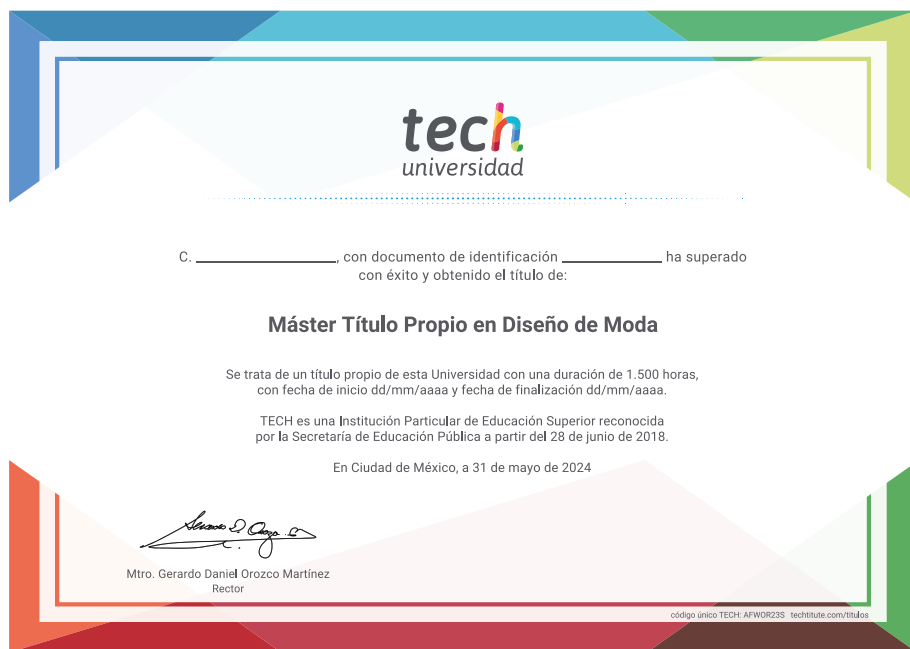 tech
universidad
C. ________________, con documento de identificación ____________ ha superado
con éxito y obtenido el título de:
Máster Título Propio en Diseño de Moda
Se trata de un título propio de esta Universidad con una duración de 1.500 horas,
con fecha de inicio dd/mm/aaaa y fecha de finalización dd/mm/aaaa.
TECH es una Institución Particular de Educación Superior reconocida
por la Secretaría de Educación Pública a partir del 28 de junio de 2018.
En Ciudad de México, a 31 de mayo de 2024
Mtro. Gerardo Daniel Orozco Martínez
Rector
código único TECH: AFWOR23S techtitute.com/titulos